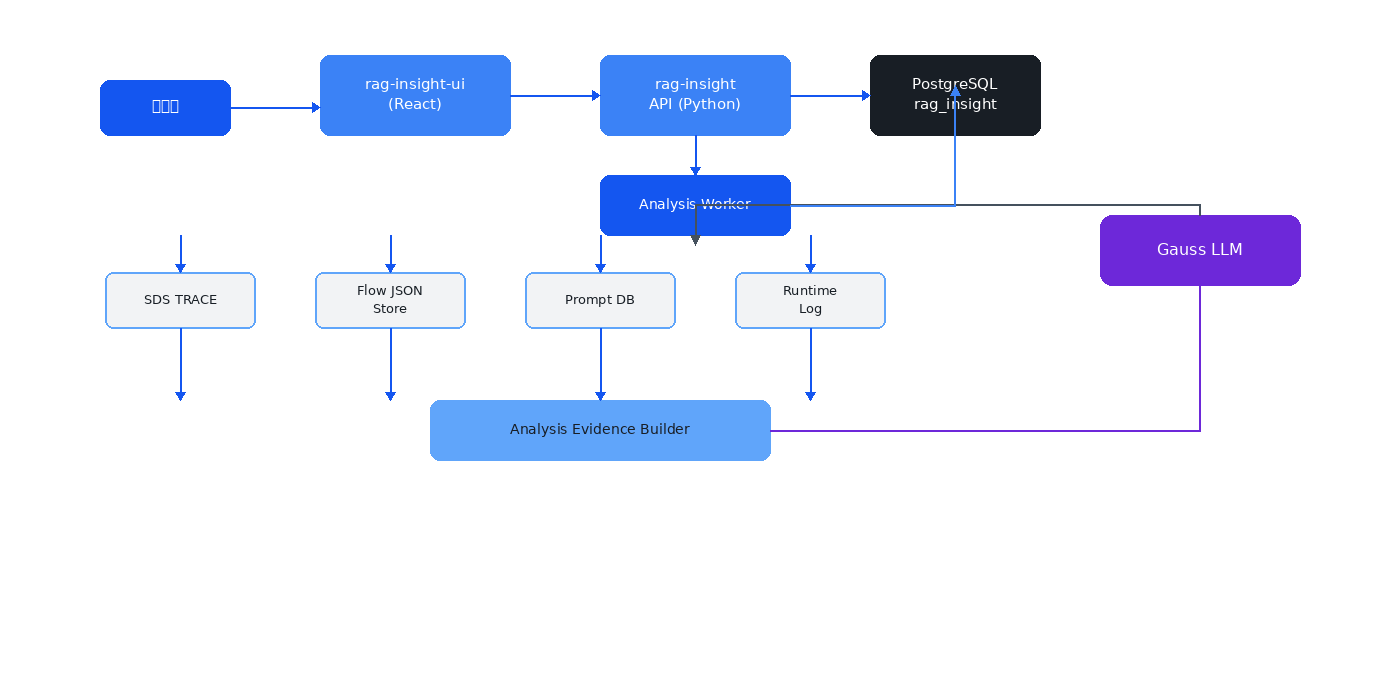 rag-insight-ui
(React)
rag-insight
API (Python)
PostgreSQL
rag_insight
Analysis Worker
Gauss LLM
SDS TRACE
Flow JSON
Store
Prompt DB
Runtime
Log
Analysis Evidence Builder